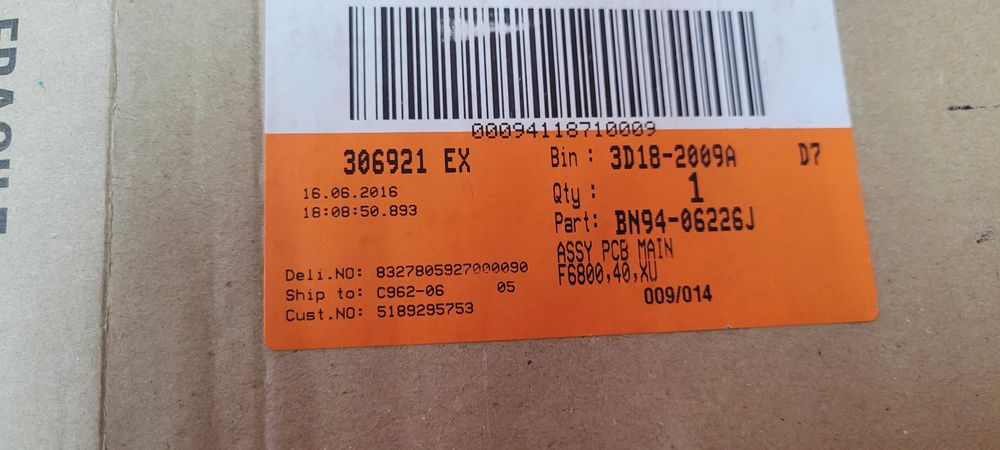 FRAGILE
00094118710009
306921 EX
16.06.2016
18:08:50.893
Bin : 3D18-2009A D7
Qty : 1
Part: BN94-06226J
ASSY PCB MAIN
F6800,40,XU
009/014
Deli.NO: 8327805927000090
Ship to: C962-06 05
Cust.NO: 5189295753